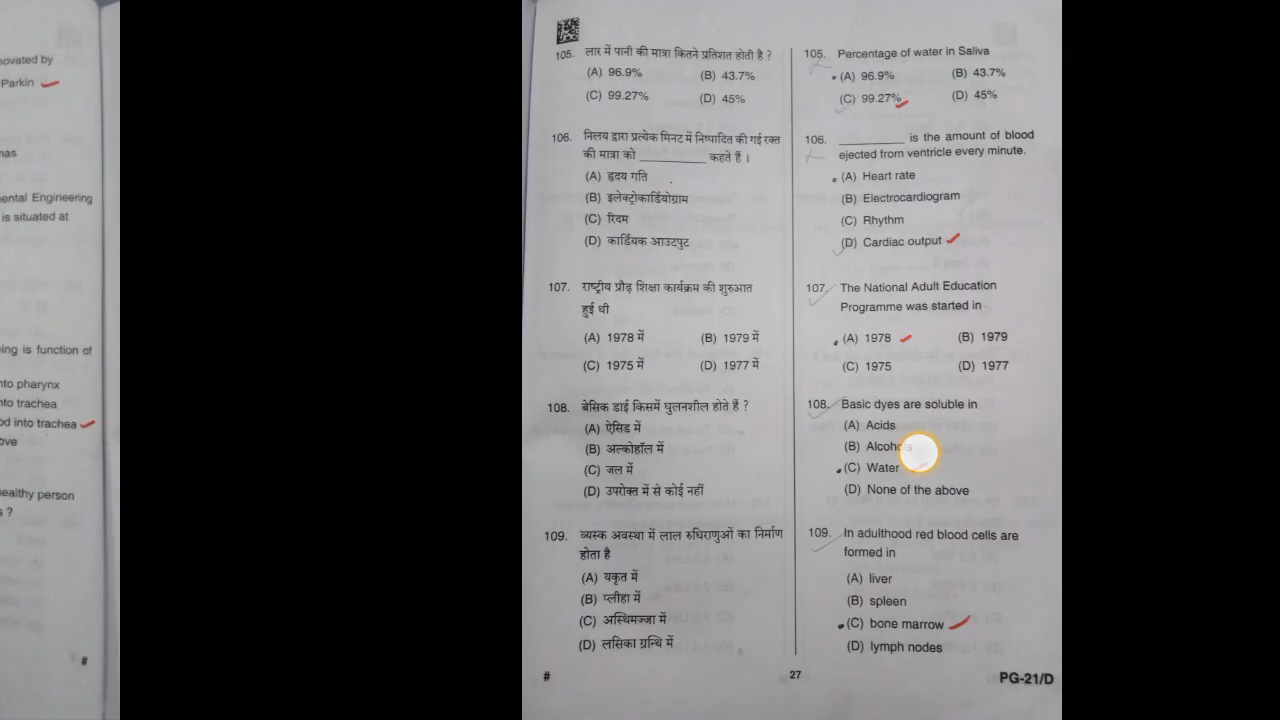 novated by
Parkin
mas
ental Engineering
is situated at
ing is function of
nto pharynx
nto trachea
od into trachea
ove
ealthy person
s ?
#
105. लार में पानी की मात्रा कितने प्रतिशत होती है ?
(A) 96.9% (B) 43.7%
(C) 99.27% (D) 45%
106. निलय द्वारा प्रत्येक मिनट में निष्पादित की गई रक्त
की मात्रा को __________ कहते हैं ।
(A) हृदय गति
(B) इलेक्ट्रोकार्डियोग्राम
(C) रिदम
(D) कार्डियक आउटपुट
107. राष्ट्रीय प्रौढ़ शिक्षा कार्यक्रम की शुरुआत
हुई थी
(A) 1978 में (B) 1979 में
(C) 1975 में (D) 1977 में
108. बेसिक डाई किसमें घुलनशील होते हैं ?
(A) ऐसिड में
(B) अल्कोहॉल में
(C) जल में
(D) उपरोक्त में से कोई नहीं
109. व्यस्क अवस्था में लाल रुधिराणुओं का निर्माण
होता है
(A) यकृत में
(B) प्लीहा में
(C) अस्थिमज्जा में
(D) लसिका ग्रन्थि में
105. Percentage of water in Saliva
(A) 96.9% (B) 43.7%
(C) 99.27% (D) 45%
106. __________ is the amount of blood
ejected from ventricle every minute.
(A) Heart rate
(B) Electrocardiogram
(C) Rhythm
(D) Cardiac output
107. The National Adult Education
Programme was started in
(A) 1978 (B) 1979
(C) 1975 (D) 1977
108. Basic dyes are soluble in
(A) Acids
(B) Alcohols
(C) Water
(D) None of the above
109. In adulthood red blood cells are
formed in
(A) liver
(B) spleen
(C) bone marrow
(D) lymph nodes
# 27 PG-21/D